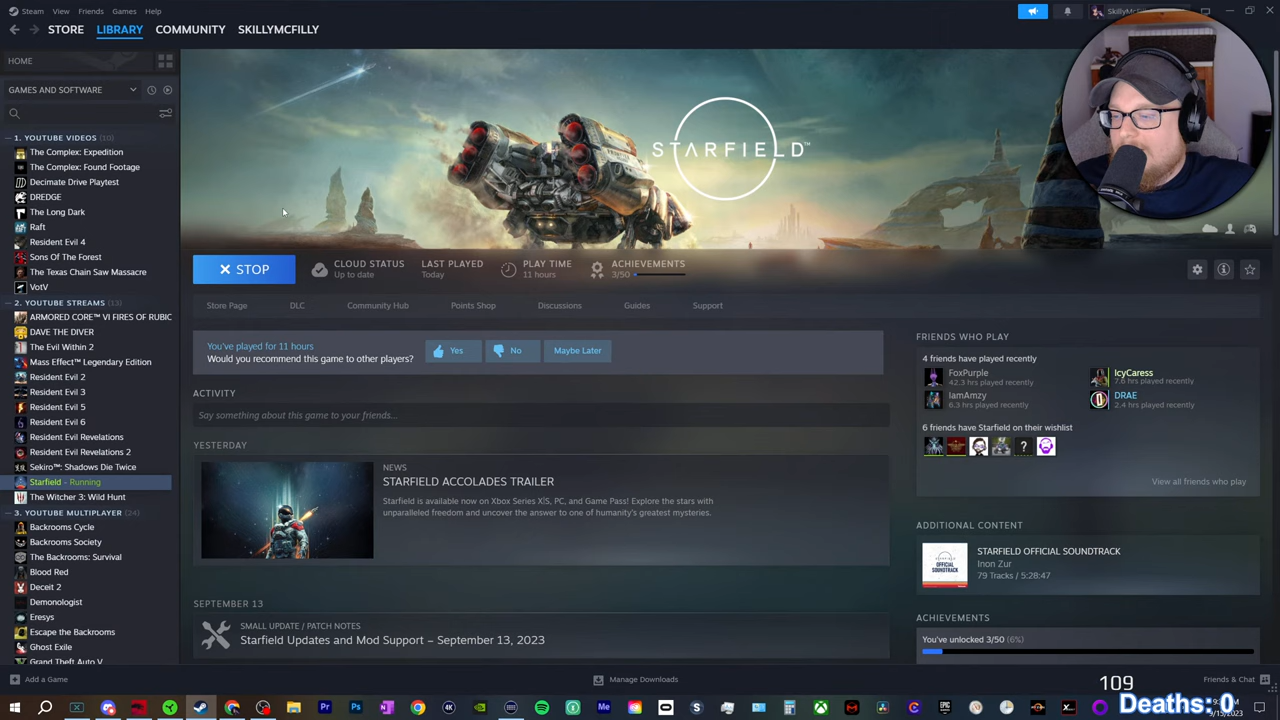 Steam View Friends Games Help
SkillyMc
STORE LIBRARY COMMUNITY SKILLYMCFILLY
HOME
GAMES AND SOFTWARE
1. YOUTUBE VIDEOS (10)
The Complex: Expedition
The Complex: Found Footage
Decimate Drive Playtest
DREDGE
The Long Dark
Raft
Resident Evil 4
Sons Of The Forest
The Texas Chain Saw Massacre
VotV
2. YOUTUBE STREAMS (13)
ARMORED CORE™ VI FIRES OF RUBIC
DAVE THE DIVER
The Evil Within 2
Mass Effect™ Legendary Edition
Resident Evil 2
Resident Evil 3
Resident Evil 5
Resident Evil 6
Resident Evil Revelations
Resident Evil Revelations 2
Sekiro™: Shadows Die Twice
Starfield - Running
The Witcher 3: Wild Hunt
3. YOUTUBE MULTIPLAYER (24)
Backrooms Cycle
Backrooms Society
The Backrooms: Survival
Blood Red
Deceit 2
Demonologist
Eresys
Escape the Backrooms
Ghost Exile
Grand Theft Auto V
STARFIELD™
STOP
CLOUD STATUS
Up to date
LAST PLAYED
Today
PLAY TIME
11 hours
ACHIEVEMENTS
3/50
Store Page DLC Community Hub Points Shop Discussions Guides Support
You've played for 11 hours
Would you recommend this game to other players?
Yes No Maybe Later
ACTIVITY
Say something about this game to your friends...
YESTERDAY
NEWS
STARFIELD ACCOLADES TRAILER
Starfield is available now on Xbox Series X|S, PC, and Game Pass! Explore the stars with
unparalleled freedom and uncover the answer to one of humanity's greatest mysteries.
SEPTEMBER 13
SMALL UPDATE / PATCH NOTES
Starfield Updates and Mod Support – September 13, 2023
FRIENDS WHO PLAY
4 friends have played recently
FoxPurple
42.3 hrs played recently
IcyCaress
7.6 hrs played recently
IamAmzy
6.3 hrs played recently
DRAE
2.4 hrs played recently
6 friends have Starfield on their wishlist
?
View all friends who play
ADDITIONAL CONTENT
STARFIELD OFFICIAL SOUNDTRACK
Inon Zur
79 Tracks / 5:28:47
ACHIEVEMENTS
You've unlocked 3/50 (6%)
Add a Game
Manage Downloads
Friends & Chat
109
Deaths: 0